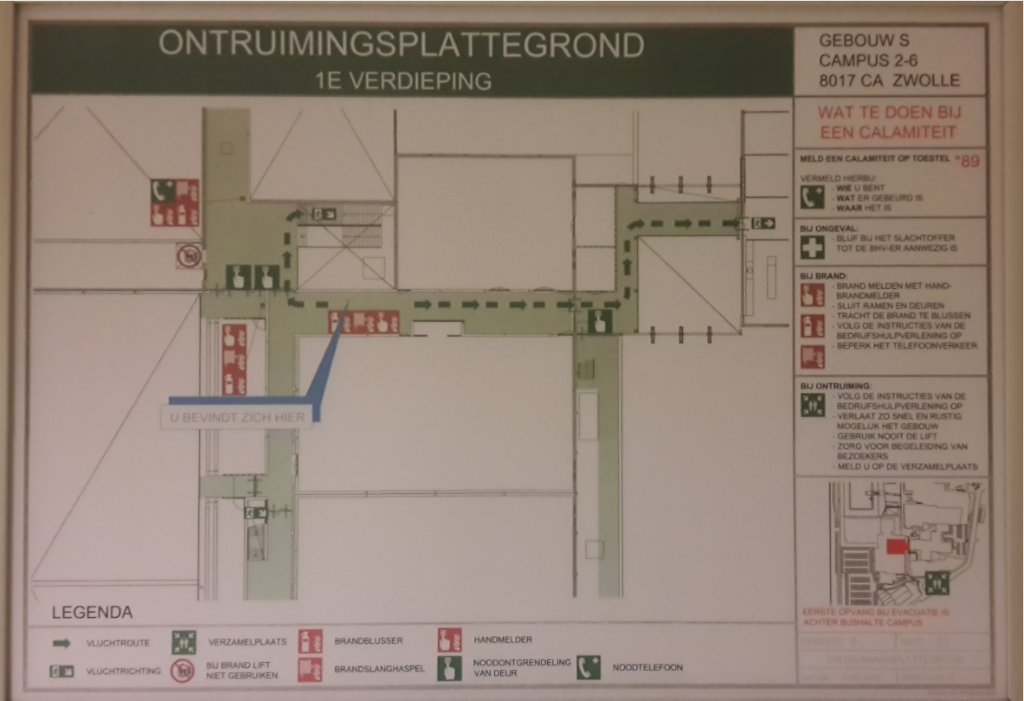 ONTRUIMINGSPLATTEGROND
1E VERDIEPING
GEBOUW S
CAMPUS 2-6
8017 CA ZWOLLE
WAT TE DOEN BIJ
EEN CALAMITEIT
MELD EEN CALAMITEIT OP TOESTEL *89
VERMELD HIERBIJ:
- WIE U BENT
- WAT ER GEBEURD IS
- WAAR HET IS
BIJ ONGEVAL:
- BLIJF BIJ HET SLACHTOFFER
TOT DE BHV-ER AANWEZIG IS
BIJ BRAND:
- BRAND MELDEN MET HAND-
BRANDMELDER
- SLUIT RAMEN EN DEUREN
- TRACHT DE BRAND TE BLUSSEN
- VOLG DE INSTRUCTIES VAN DE
BEDRIJFSHULPVERLENING OP
- BEPERK HET TELEFOONVERKEER
BIJ ONTRUIMING:
- VOLG DE INSTRUCTIES VAN DE
BEDRIJFSHULPVERLENING OP
- VERLAAT ZO SNEL EN RUSTIG
MOGELIJK HET GEBOUW
- GEBRUIK NOOIT DE LIFT
- ZORG VOOR BEGELEIDING VAN
BEZOEKERS
- MELD U OP DE VERZAMELPLAATS
EERSTE OPVANG BIJ EVACUATIE IS
ACHTER BUSHALTE CAMPUS
U BEVINDT ZICH HIER
LEGENDA
VLUCHTROUTE
VERZAMELPLAATS
BRANDBLUSSER
HANDMELDER
VLUCHTRICHTING
BIJ BRAND LIFT
NIET GEBRUIKEN
BRANDSLANGHASPEL
NOODONTGRENDELING
VAN DEUR
NOODTELEFOON